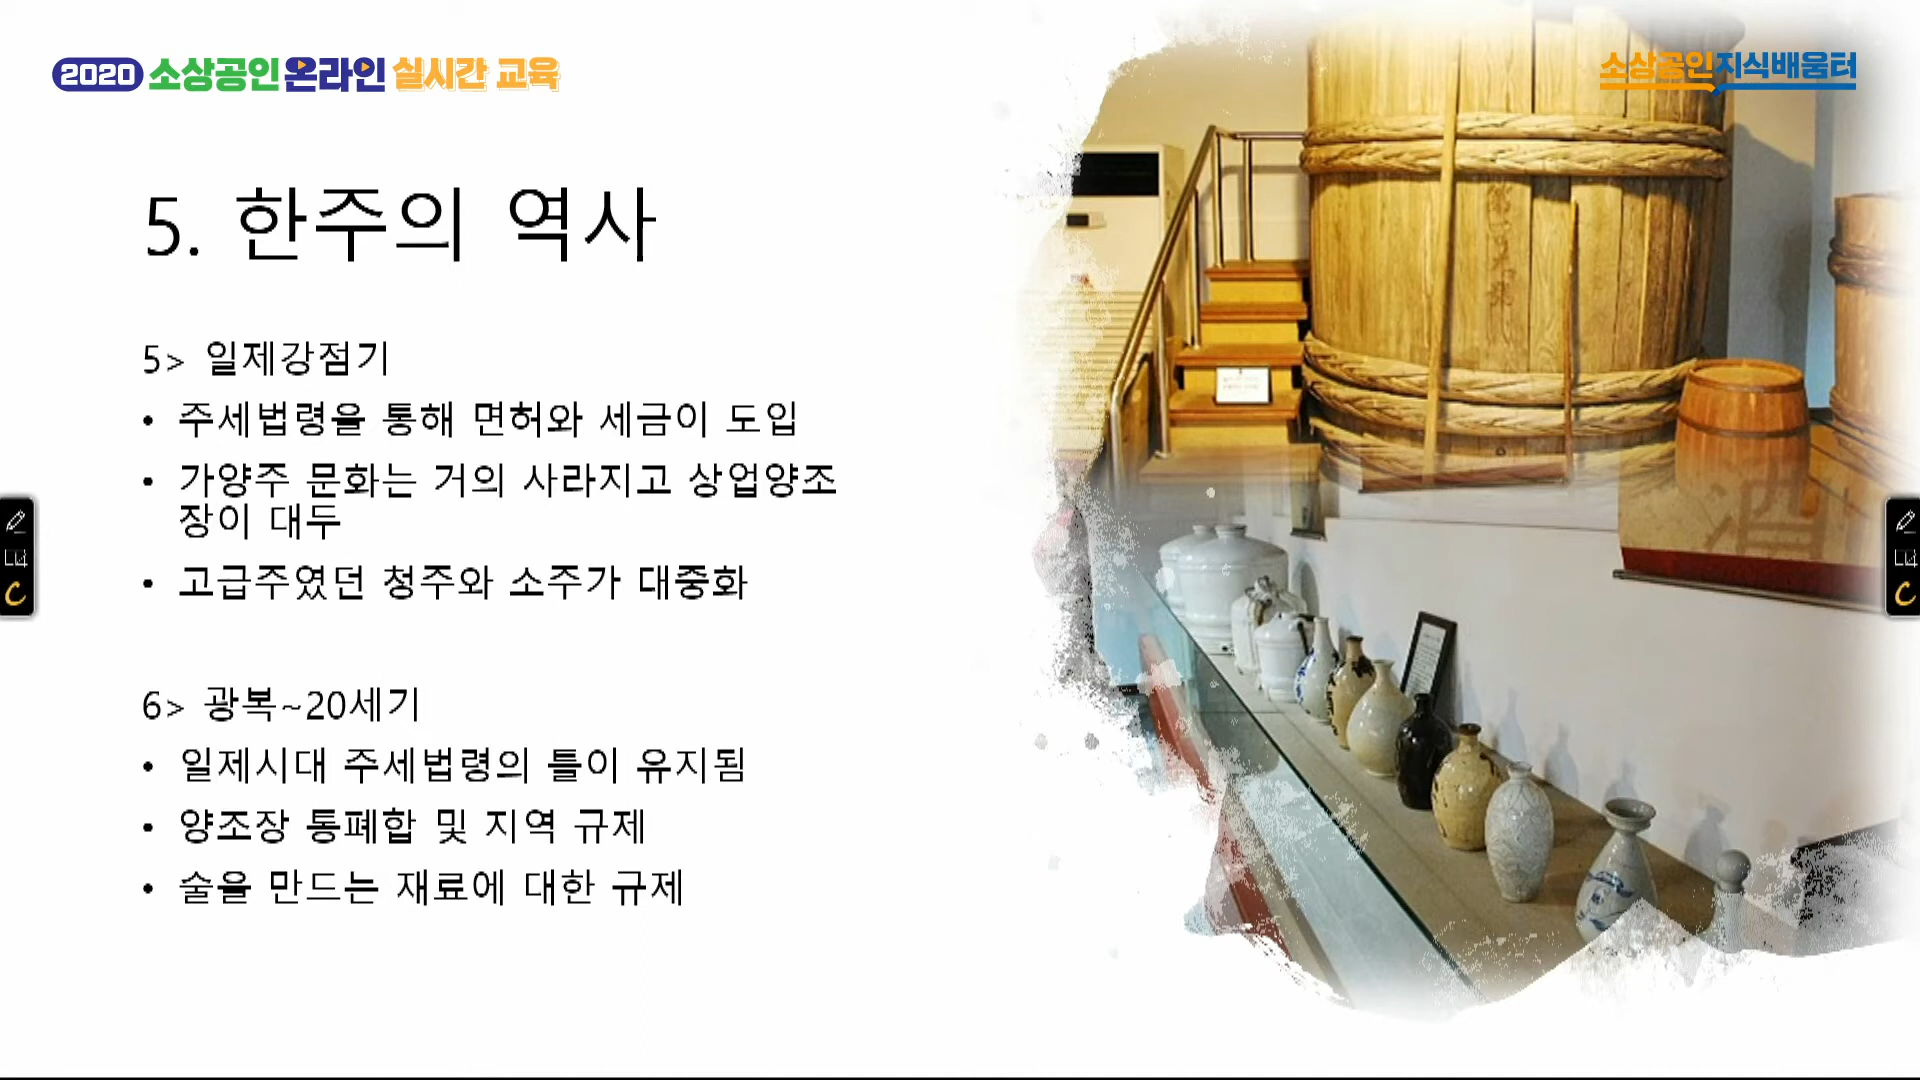 2020 소상공인 온라인 실시간 교육
소상공인지식배움터
5. 한주의 역사
5> 일제강점기
• 주세법령을 통해 면허와 세금이 도입
• 가양주 문화는 거의 사라지고 상업양조
장이 대두
• 고급주였던 청주와 소주가 대중화
6> 광복~20세기
• 일제시대 주세법령의 틀이 유지됨
• 양조장 통폐합 및 지역 규제
• 술을 만드는 재료에 대한 규제
酒